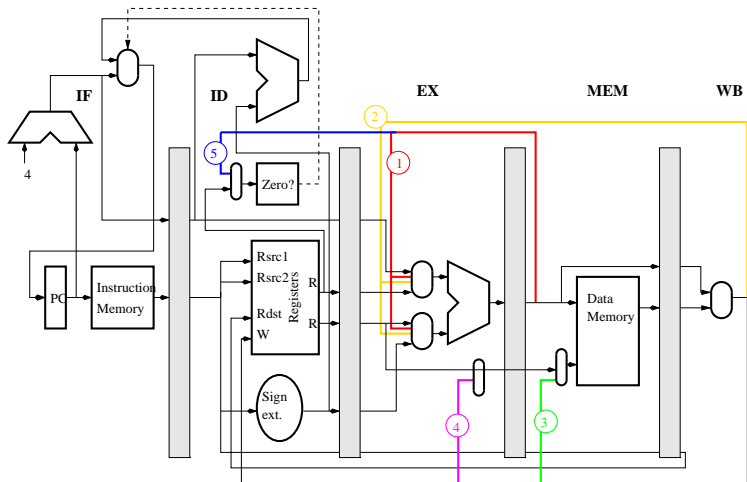 IF
ID
EX
MEM
WB
2
5
1
4
Zero?
PC
Instruction
Memory
Rsrc1
Rsrc2
Rdst
W
Registers
R
R
Data
Memory
Sign
ext.
4
3